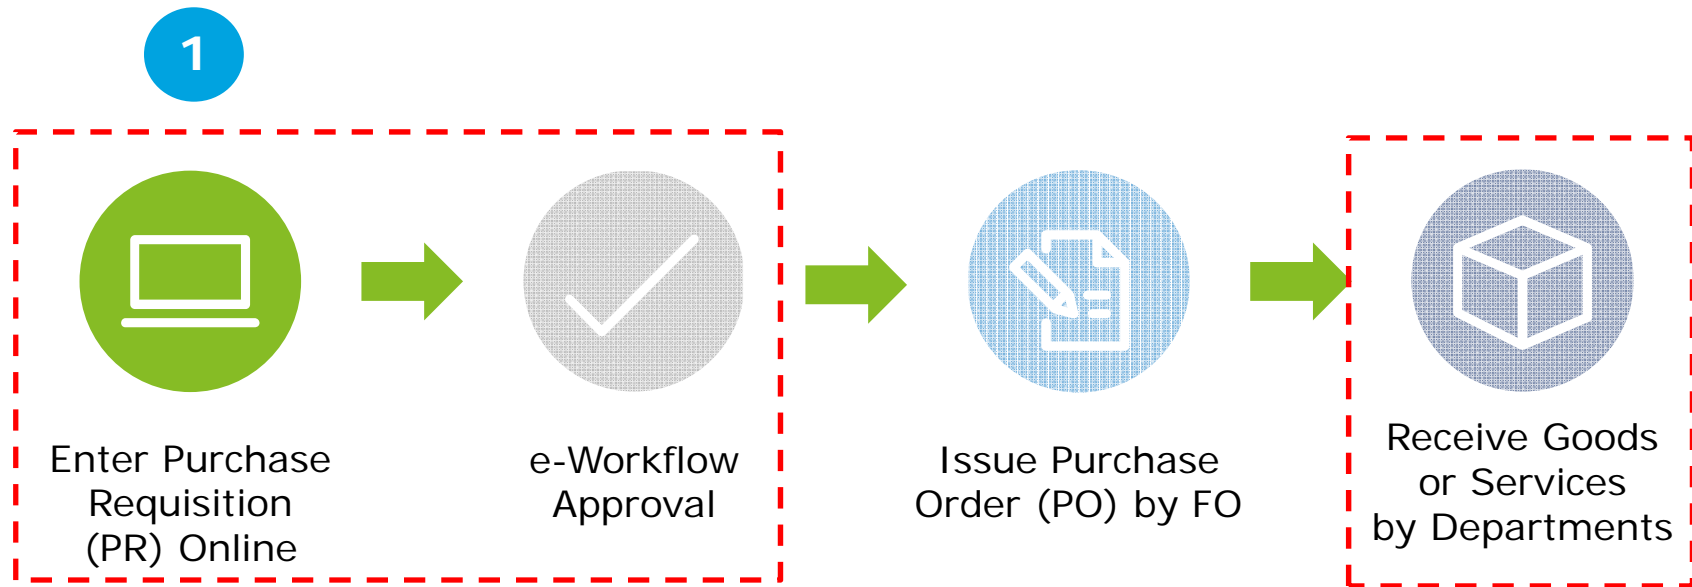 1
Enter Purchase
Requisition
(PR) Online
e-Workflow
Approval
Issue Purchase
Order (PO) by FO
Receive Goods
or Services
by Departments